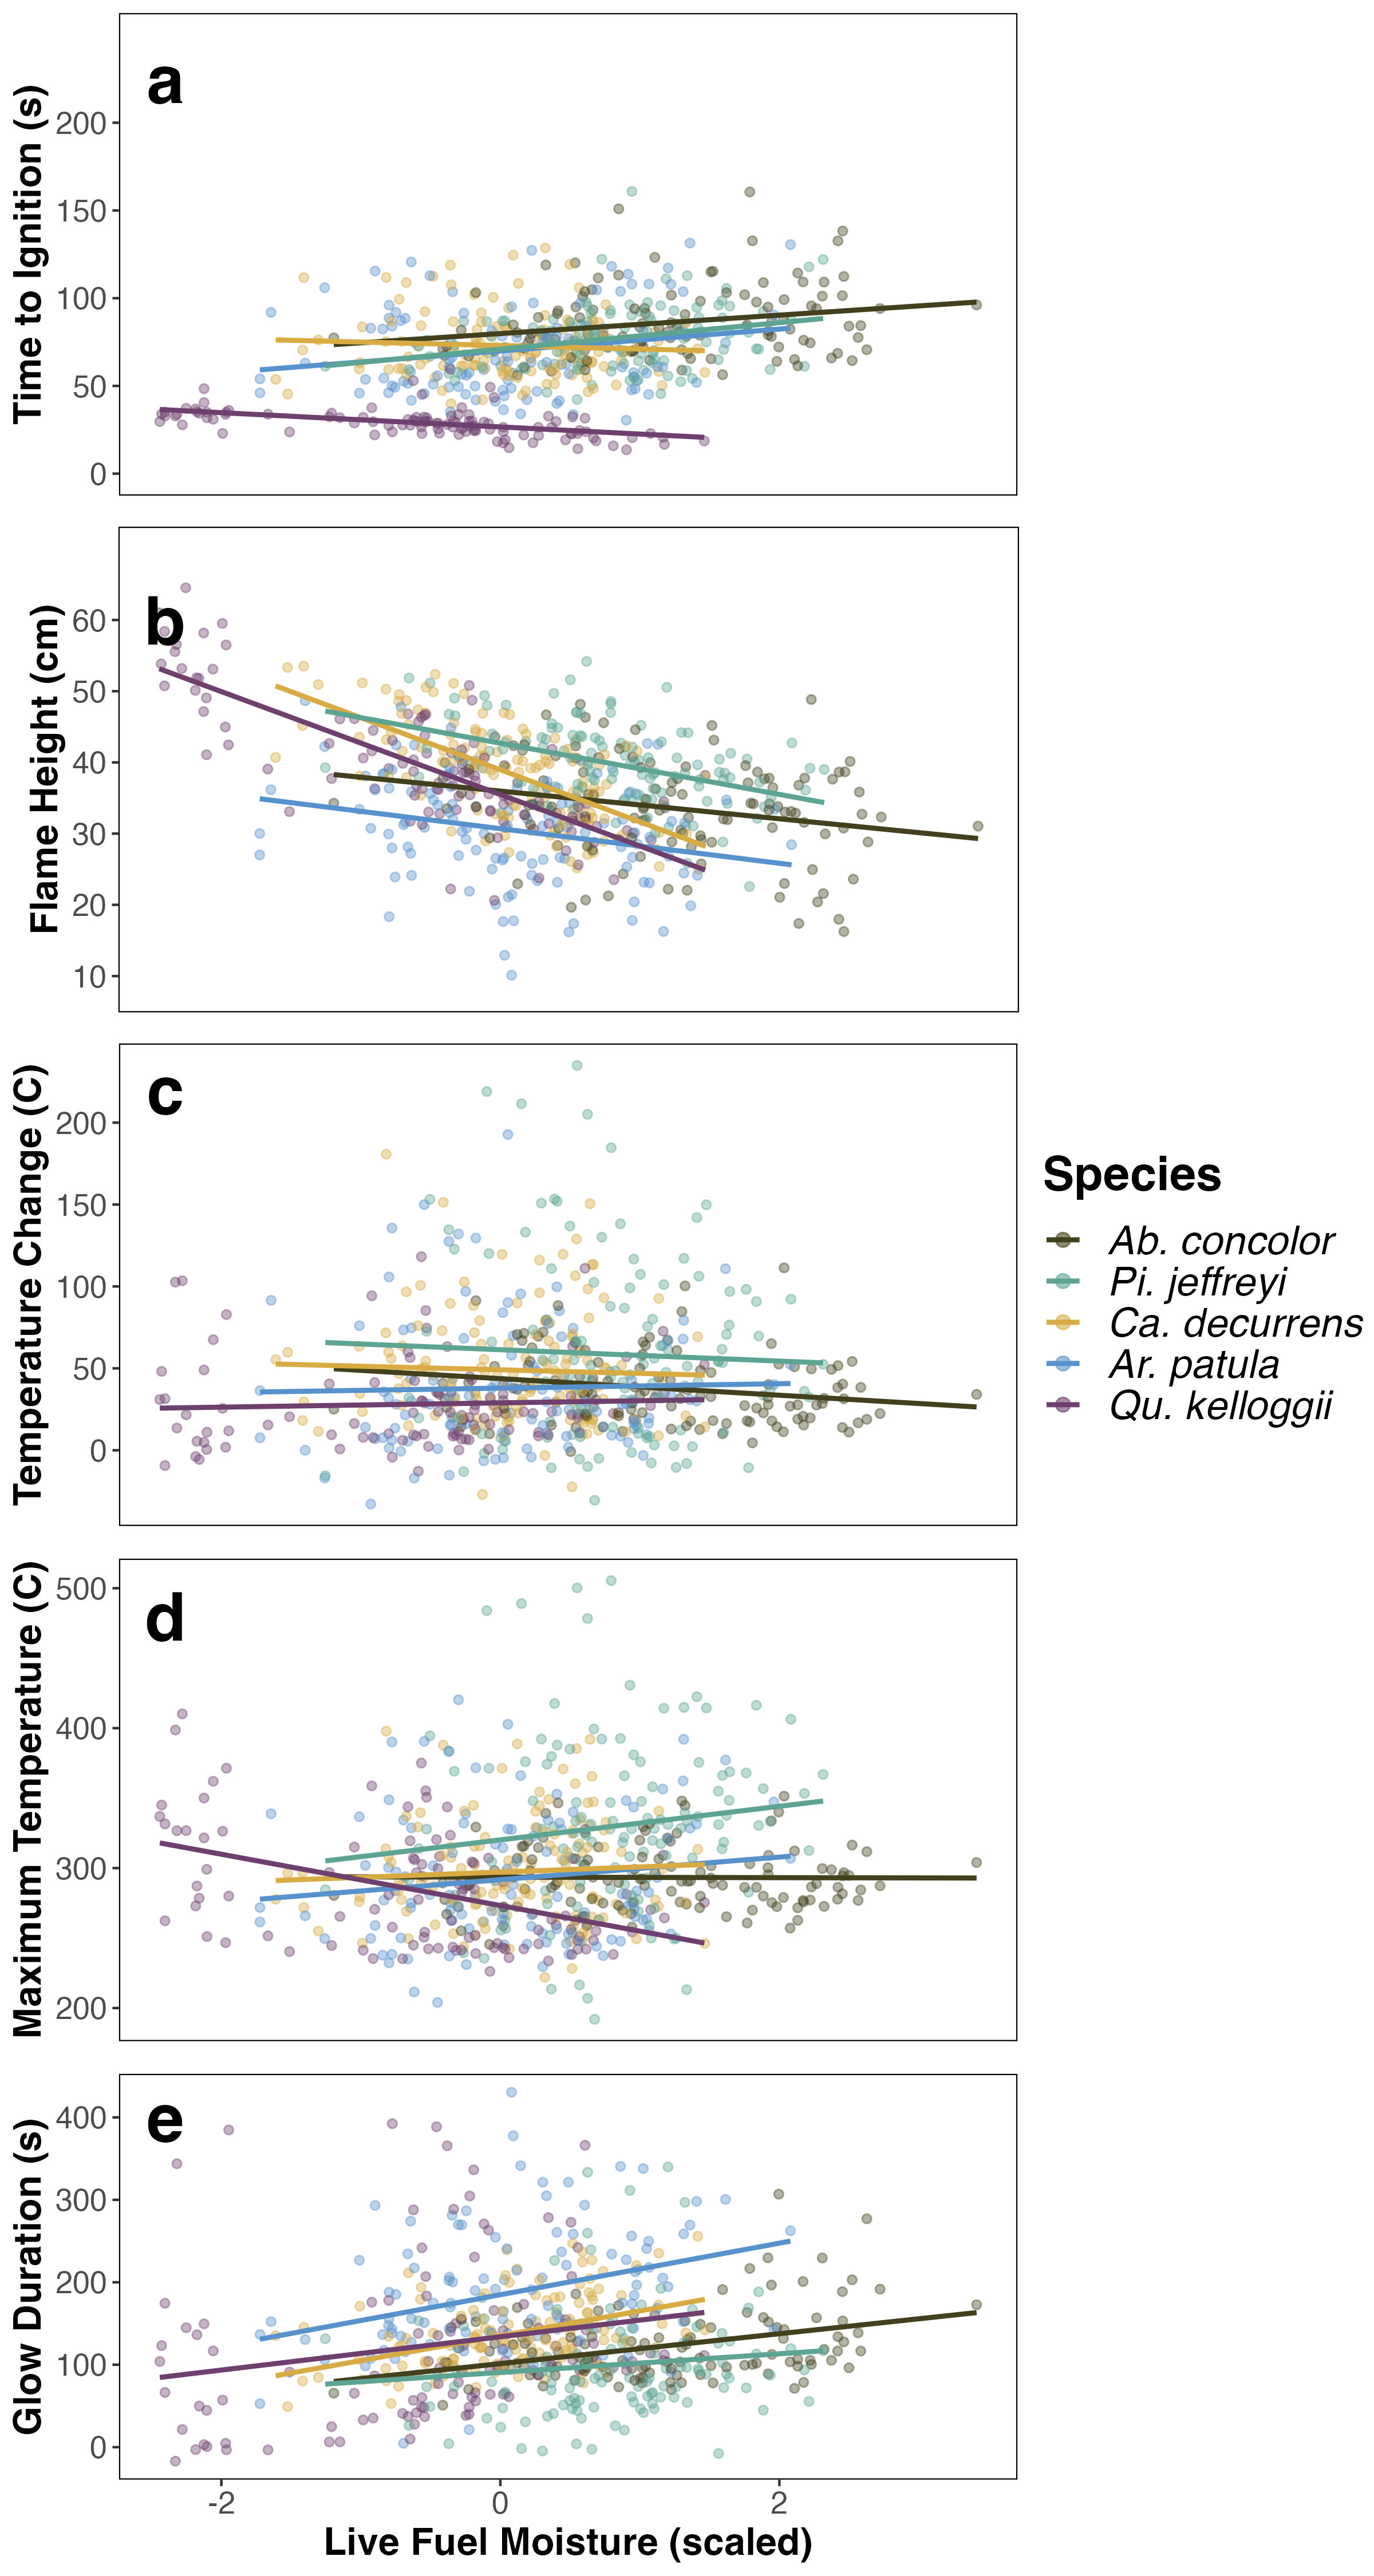 a
Time to Ignition (s)
200
150
100
50
0
b
Flame Height (cm)
60
50
40
30
20
10
c
Temperature Change (C)
200
150
100
50
0
Species
Ab. concolor
Pi. jeffreyi
Ca. decurrens
Ar. patula
Qu. kelloggii
d
Maximum Temperature (C)
500
400
300
200
e
Glow Duration (s)
400
300
200
100
0
-2 0 2
Live Fuel Moisture (scaled)